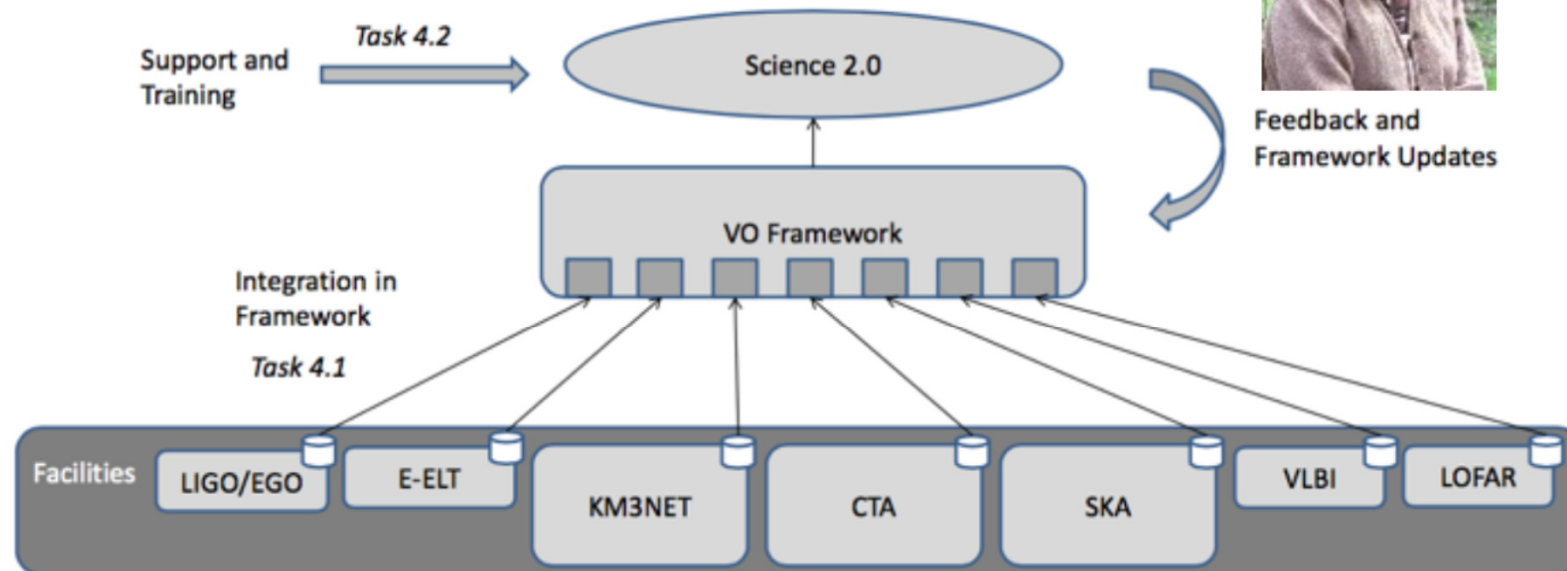 Task 4.2
Support and
Training
Science 2.0
Feedback and
Framework Updates
VO Framework
Integration in
Framework
Task 4.1
Facilities
LIGO/EGO
E-ELT
KM3NET
CTA
SKA
VLBI
LOFAR